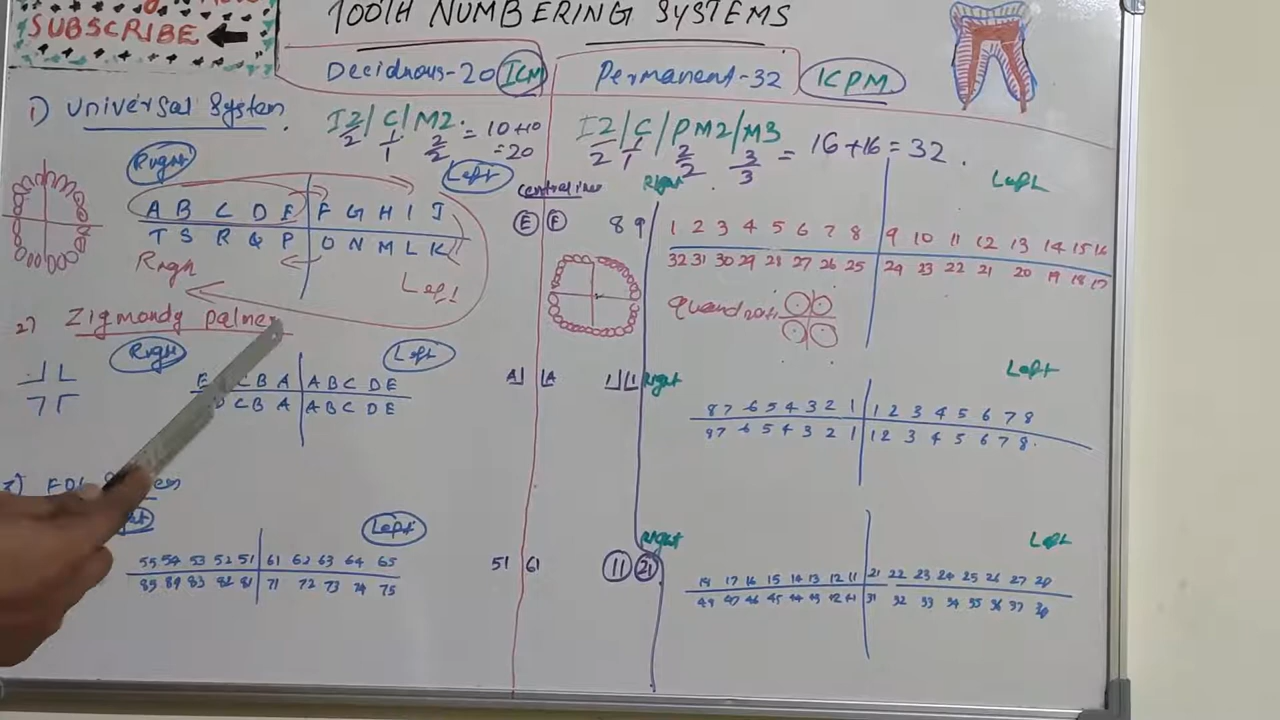 TOOTH NUMBERING SYSTEMS
SUBSCRIBE
Deciduous-20 ICM
Permanent-32 ICPM
1) Universal System
I2/2 | C1/1 | M2/2 = 10+10
=20
I2/2 | C1/1 | PM2/2 | M3/3 = 16+16=32
Right Left
A B C D E F G H I J
T S R Q P O N M L K
Righ Left
Central inc
E F 8 9
Right Left
1 2 3 4 5 6 7 8 9 10 11 12 13 14 15 16
32 31 30 29 28 27 26 25 24 23 22 21 20 19 18 17
2) Zigmondy Palmer
Right Left
C B A A B C D E
C B A A B C D E
A A 1 1
Right Left
8 7 6 5 4 3 2 1 1 2 3 4 5 6 7 8
8 7 6 5 4 3 2 1 1 2 3 4 5 6 7 8
3) FDI
Left
55 54 53 52 51 61 62 63 64 65
85 84 83 82 81 71 72 73 74 75
51 61 11 21
Right Left
18 17 16 15 14 13 12 11 21 22 23 24 25 26 27 28
48 47 46 45 44 43 42 41 31 32 33 34 35 36 37 38